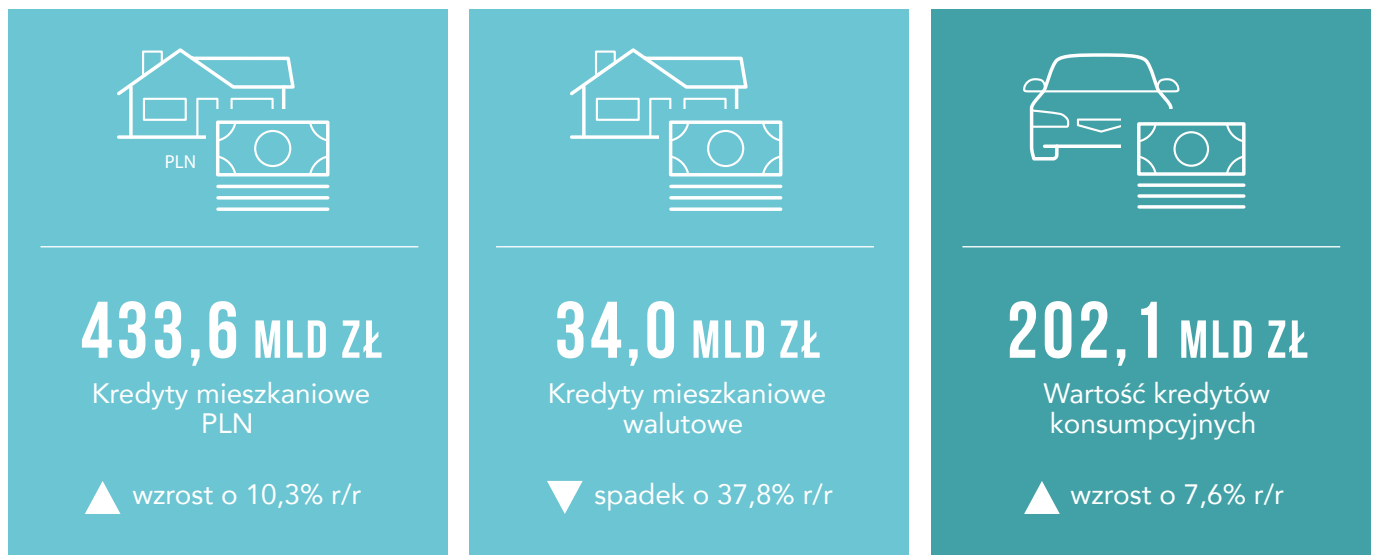 PLN
433,6 MLD ZŁ
Kredyty mieszkaniowe
PLN
wzrost o 10,3% r/r
34,0 MLD ZŁ
Kredyty mieszkaniowe
walutowe
spadek o 37,8% r/r
202,1 MLD ZŁ
Wartość kredytów
konsumpcyjnych
wzrost o 7,6% r/r